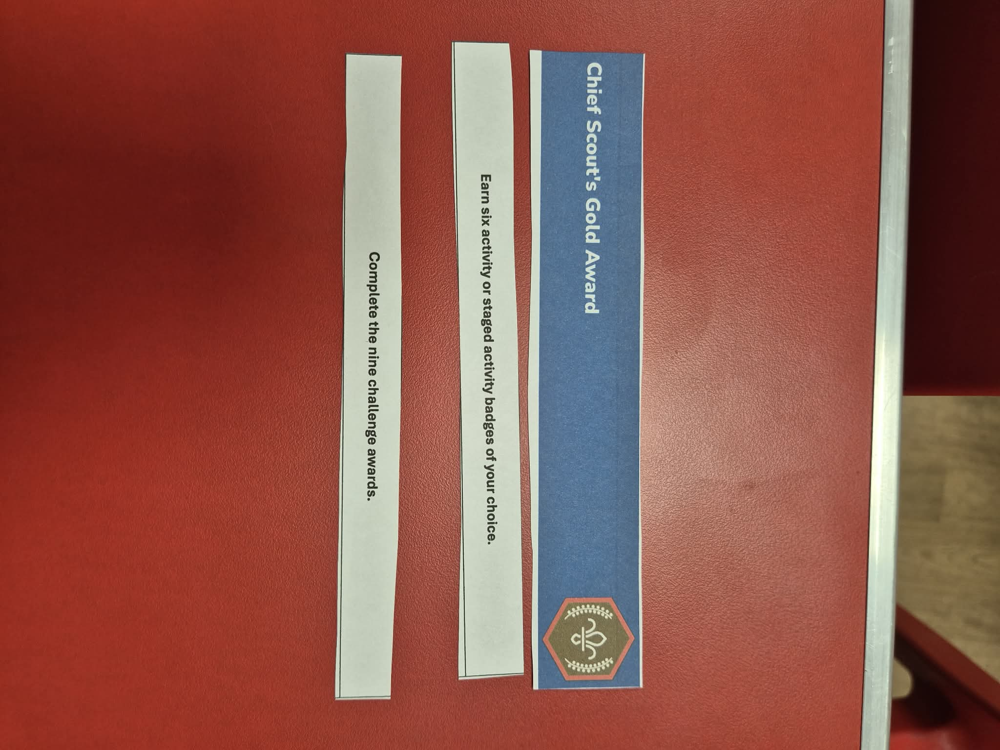 Chief Scout's Gold Award
Earn six activity or staged activity badges of your choice.
Complete the nine challenge awards.